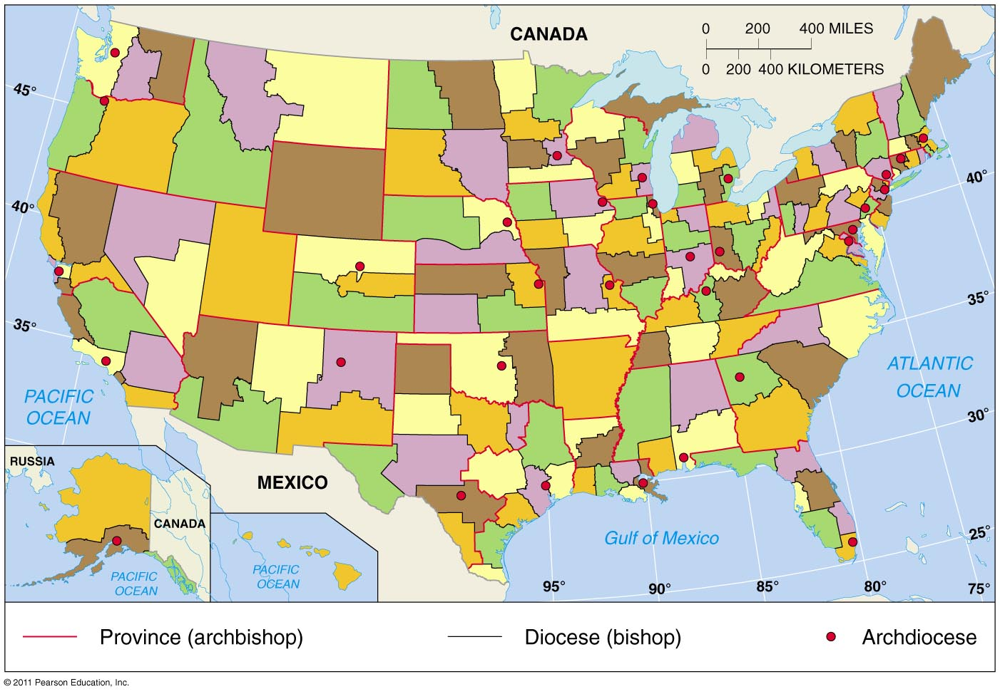 CANADA
0 200 400 MILES
0 200 400 KILOMETERS
45°
40°
35°
40°
35°
30°
25°
PACIFIC
OCEAN
ATLANTIC
OCEAN
MEXICO
Gulf of Mexico
RUSSIA
CANADA
PACIFIC
OCEAN
PACIFIC
OCEAN
95° 90° 85° 80° 75°
Province (archbishop) Diocese (bishop) Archdiocese
© 2011 Pearson Education, Inc.